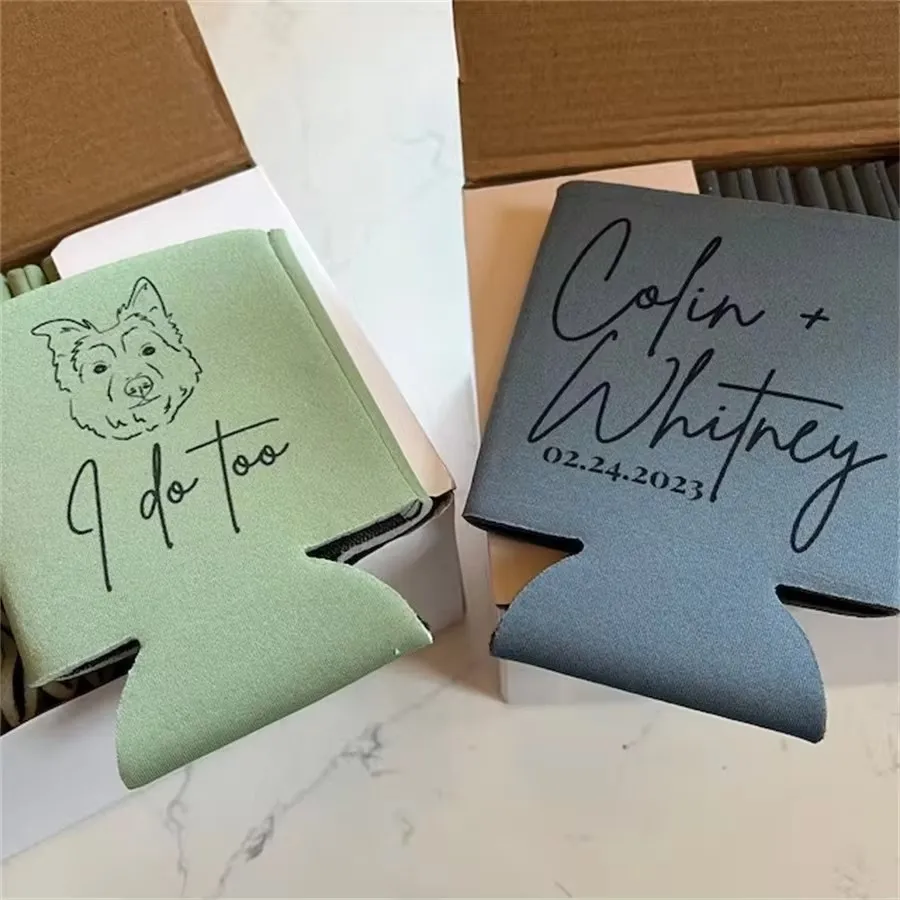 I do too
Colin +
Whitney
02.24.2023